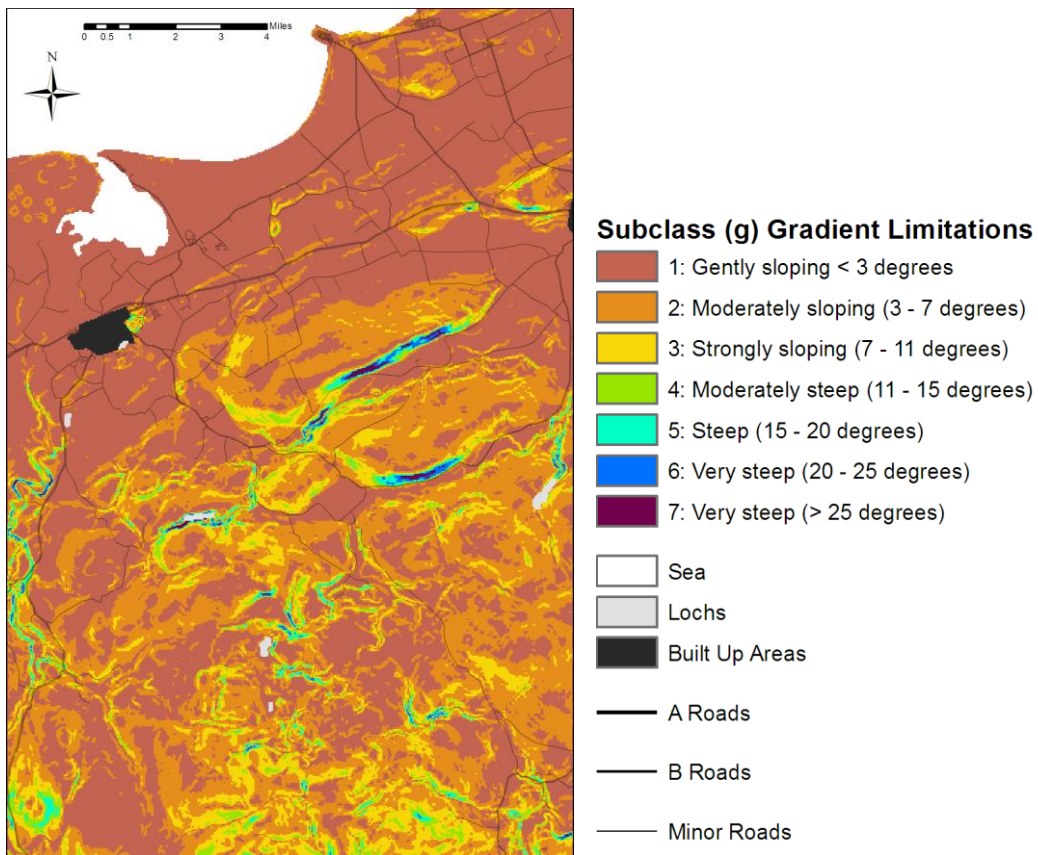 Miles
0 0.5 1 2 3 4
N
Subclass (g) Gradient Limitations
1: Gently sloping < 3 degrees
2: Moderately sloping (3 - 7 degrees)
3: Strongly sloping (7 - 11 degrees)
4: Moderately steep (11 - 15 degrees)
5: Steep (15 - 20 degrees)
6: Very steep (20 - 25 degrees)
7: Very steep (> 25 degrees)
Sea
Lochs
Built Up Areas
A Roads
B Roads
Minor Roads